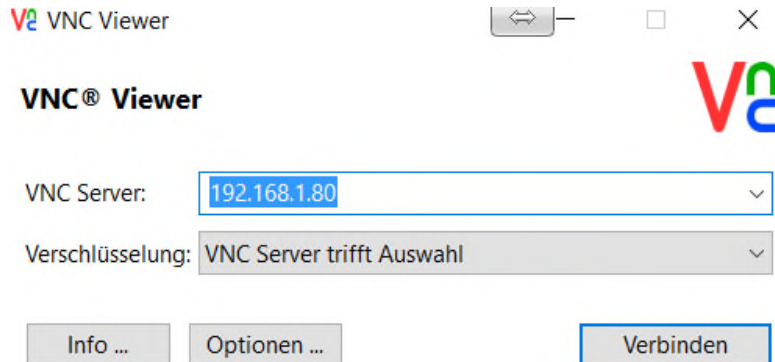 VNC Viewer
VNC® Viewer
VNC Server: 192.168.1.80
Verschlüsselung: VNC Server trifft Auswahl
Info ... Optionen ... Verbinden